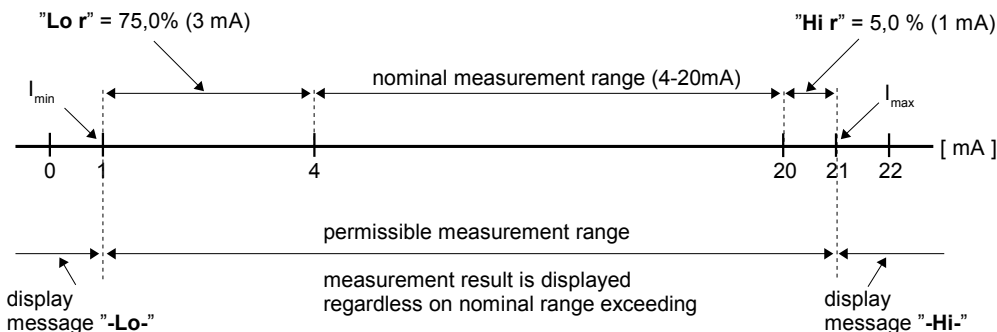 "Lo r" = 75,0% (3 mA)
"Hi r" = 5,0 % (1 mA)
nominal measurement range (4-20mA)
Imin
Imax
0 1 4 20 21 22 [ mA ]
permissible measurement range
measurement result is displayed
regardless on nominal range exceeding
display
message "-Lo-"
display
message "-Hi-"